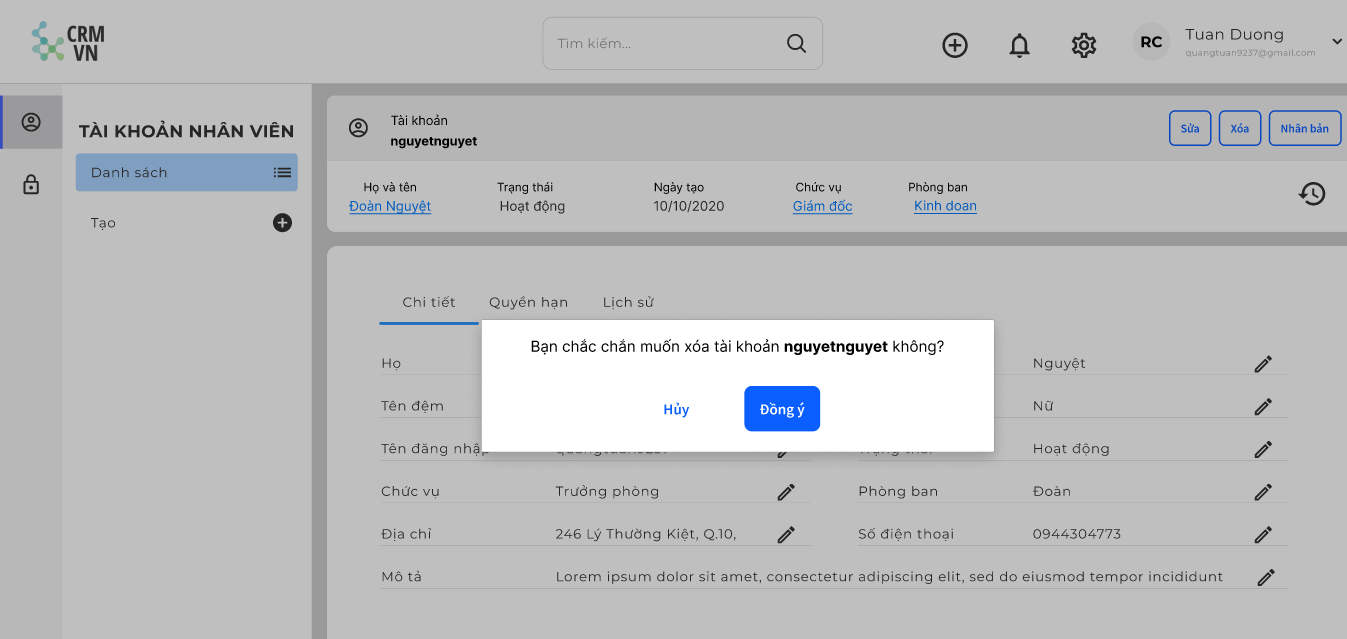 CRM
VN
Tìm kiếm...
RC
Tuan Duong
quangtuan9237@gmail.com
TÀI KHOẢN NHÂN VIÊN
Danh sách
Tạo
Tài khoản
nguyetnguyet
Sửa
Xóa
Nhân bản
Họ và tên
Trạng thái
Ngày tạo
Chức vụ
Phòng ban
Đoàn Nguyệt
Hoạt động
10/10/2020
Giám đốc
Kinh doan
Chi tiết
Quyền hạn
Lịch sử
Bạn chắc chắn muốn xóa tài khoản nguyetnguyet không?
Hủy
Đồng ý
Họ
Nguyệt
Tên đệm
Nữ
Tên đăng nhập
quangtuan9237
Trạng thái
Hoạt động
Chức vụ
Trưởng phòng
Phòng ban
Đoàn
Địa chỉ
246 Lý Thường Kiệt, Q.10,
Số điện thoại
0944304773
Mô tả
Lorem ipsum dolor sit amet, consectetur adipiscing elit, sed do eiusmod tempor incididunt